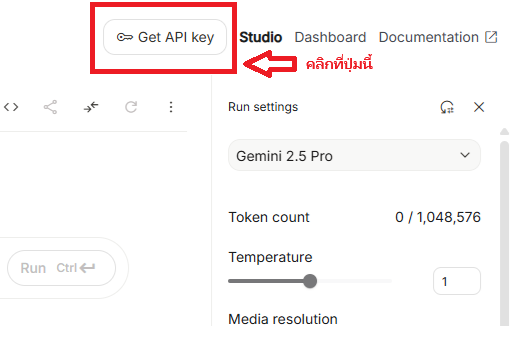 Get API key Studio Dashboard Documentation
คลิกที่ปุ่มนี้
Run settings
Gemini 2.5 Pro
Token count 0 / 1,048,576
Temperature
1
Run Ctrl
Media resolution